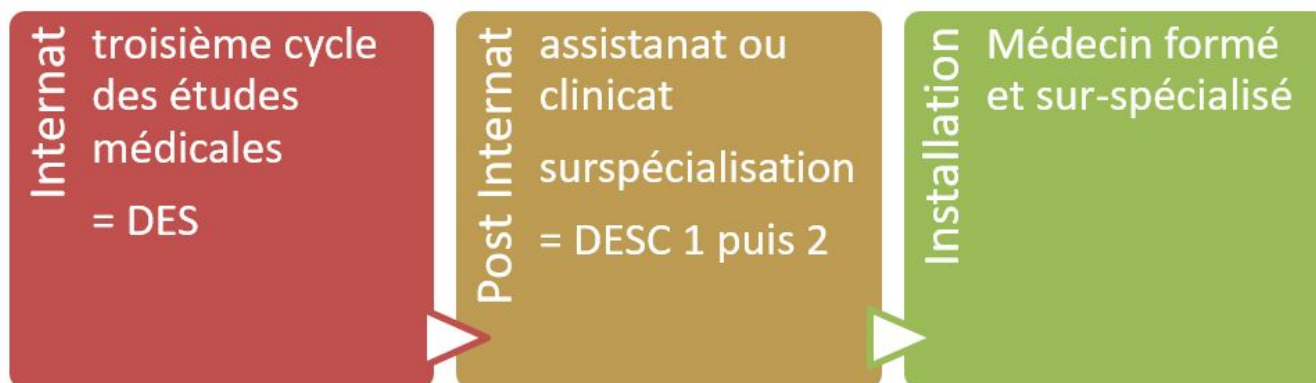 Internat
troisième cycle
des études
médicales
= DES
Post Internat
assistanat ou
clinicat
surspécialisation
= DESC 1 puis 2
Installation
Médecin formé
et sur-spécialisé